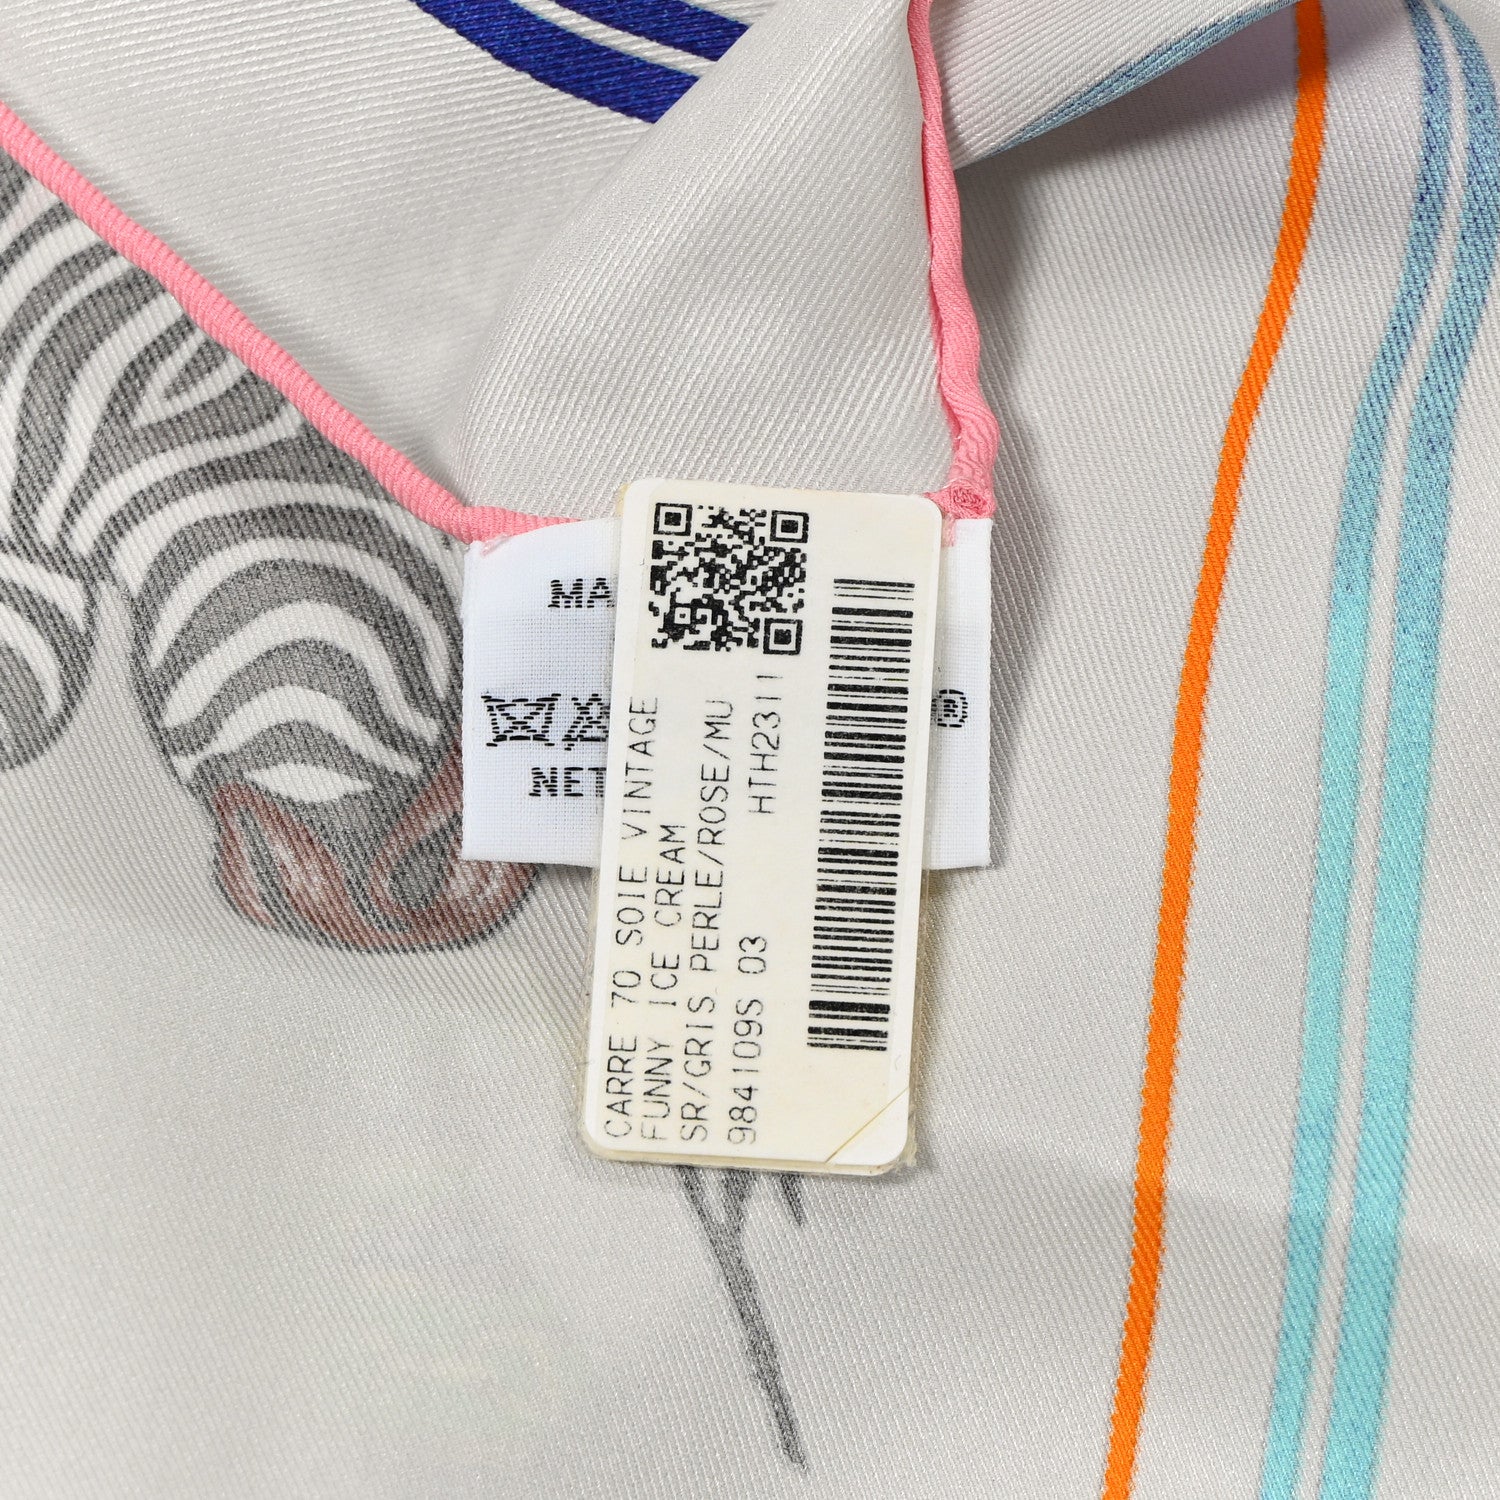 MA
NET
®
CARRE 70 SOIE VINTAGE
FUNNY ICE CREAM
SR/GRIS PERLE/ROSE/MU
HTH2311
984109S 03